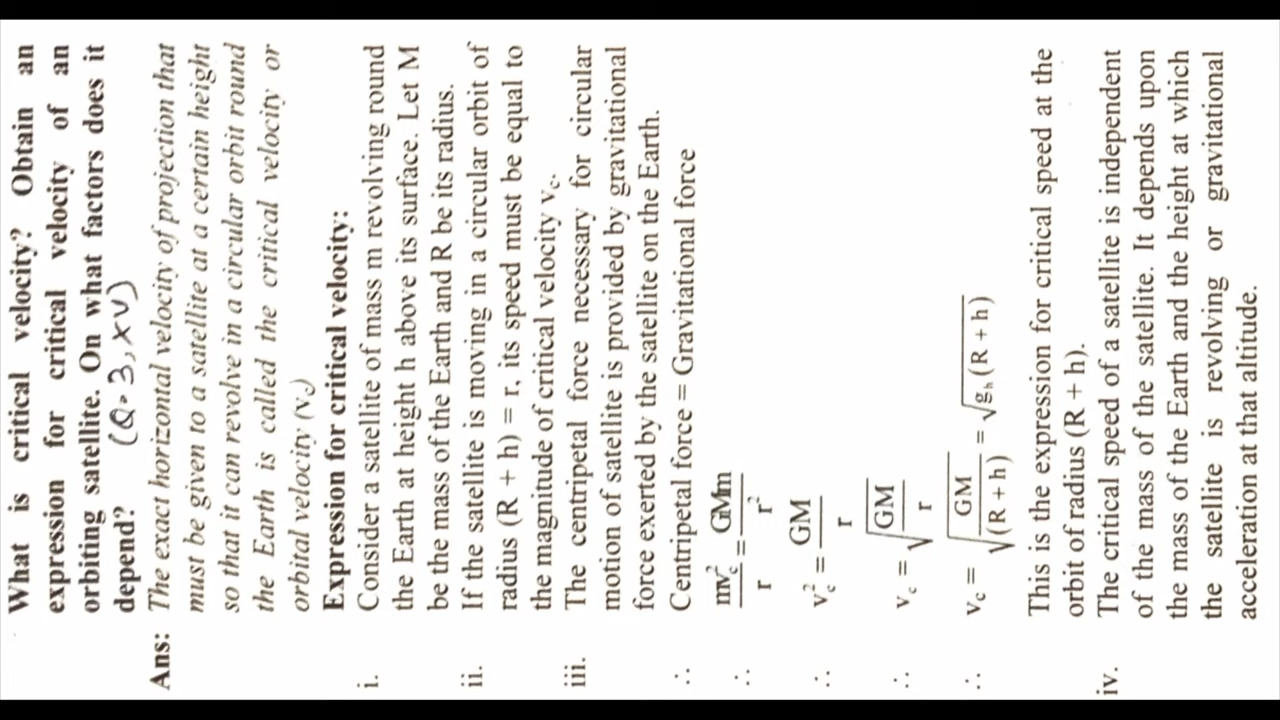 What is critical velocity? Obtain an
expression for critical velocity of an
orbiting satellite. On what factors does it
depend? (Q.3, XV)
Ans: The exact horizontal velocity of projection that
must be given to a satellite at a certain height
so that it can revolve in a circular orbit round
the Earth is called the critical velocity or
orbital velocity (vc)
Expression for critical velocity:
i. Consider a satellite of mass m revolving round
the Earth at height h above its surface. Let M
be the mass of the Earth and R be its radius.
ii. If the satellite is moving in a circular orbit of
radius (R + h) = r, its speed must be equal to
the magnitude of critical velocity vc.
iii. The centripetal force necessary for circular
motion of satellite is provided by gravitational
force exerted by the satellite on the Earth.
∴ Centripetal force = Gravitational force
∴ mvc²/r = GMm/r²
∴ vc² = GM/r
∴ vc = √(GM/r)
∴ vc = √(GM/(R + h)) = √(gh (R + h))
This is the expression for critical speed at the
orbit of radius (R + h).
iv. The critical speed of a satellite is independent
of the mass of the satellite. It depends upon
the mass of the Earth and the height at which
the satellite is revolving or gravitational
acceleration at that altitude.